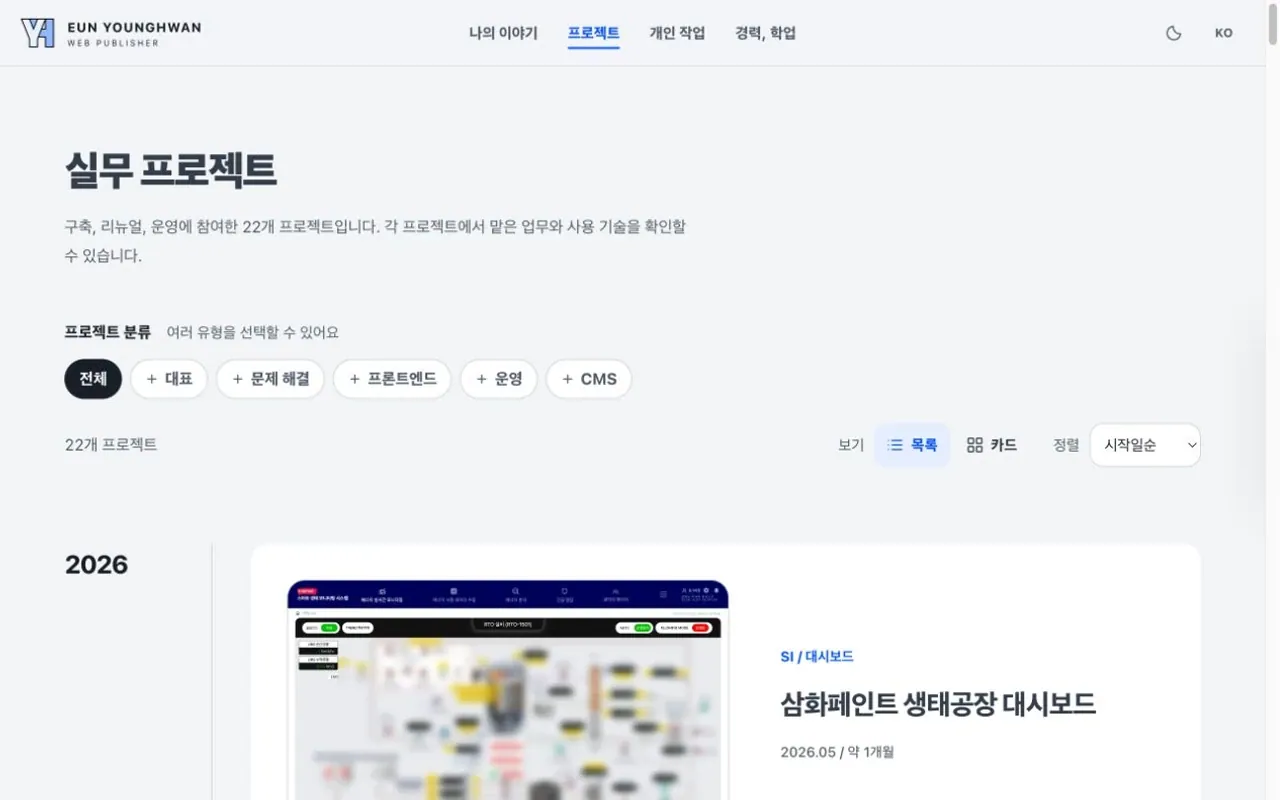 EUN YOUNGHWAN
WEB PUBLISHER
나의 이야기
프로젝트
개인 작업
경력, 학업
KO
실무 프로젝트
구축, 리뉴얼, 운영에 참여한 22개 프로젝트입니다. 각 프로젝트에서 맡은 업무와 사용 기술을 확인할
수 있습니다.
프로젝트 분류 여러 유형을 선택할 수 있어요
전체
+ 대표
+ 문제 해결
+ 프론트엔드
+ 운영
+ CMS
22개 프로젝트
보기
목록
카드
정렬
시작일순
2026
SI / 대시보드
삼화페인트 생태공장 대시보드
2026.05 / 약 1개월